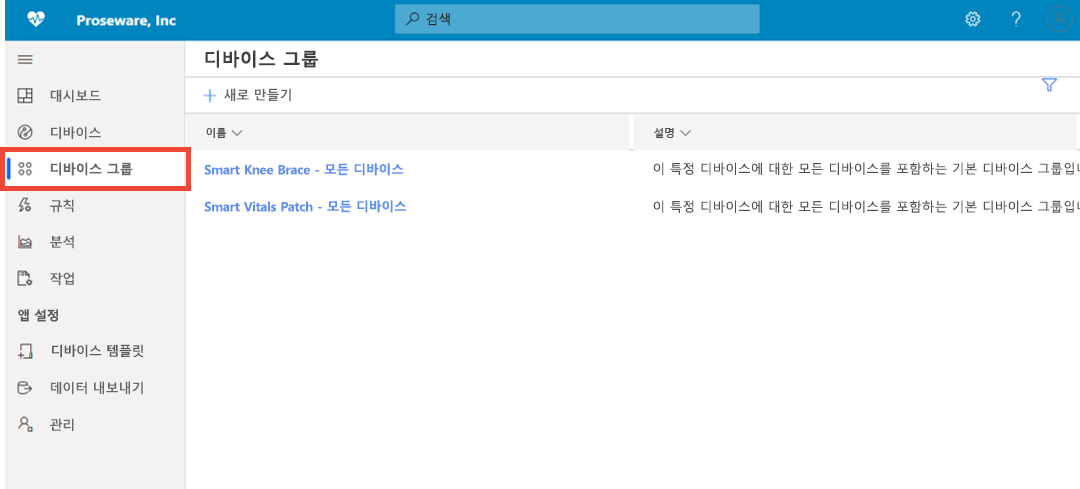 Proseware, Inc
검색
?
대시보드
디바이스
디바이스 그룹
규칙
분석
작업
앱 설정
디바이스 템플릿
데이터 내보내기
관리
디바이스 그룹
새로 만들기
이름 설명
Smart Knee Brace - 모든 디바이스 이 특정 디바이스에 대한 모든 디바이스를 포함하는 기본 디바이스 그룹입
Smart Vitals Patch - 모든 디바이스 이 특정 디바이스에 대한 모든 디바이스를 포함하는 기본 디바이스 그룹입